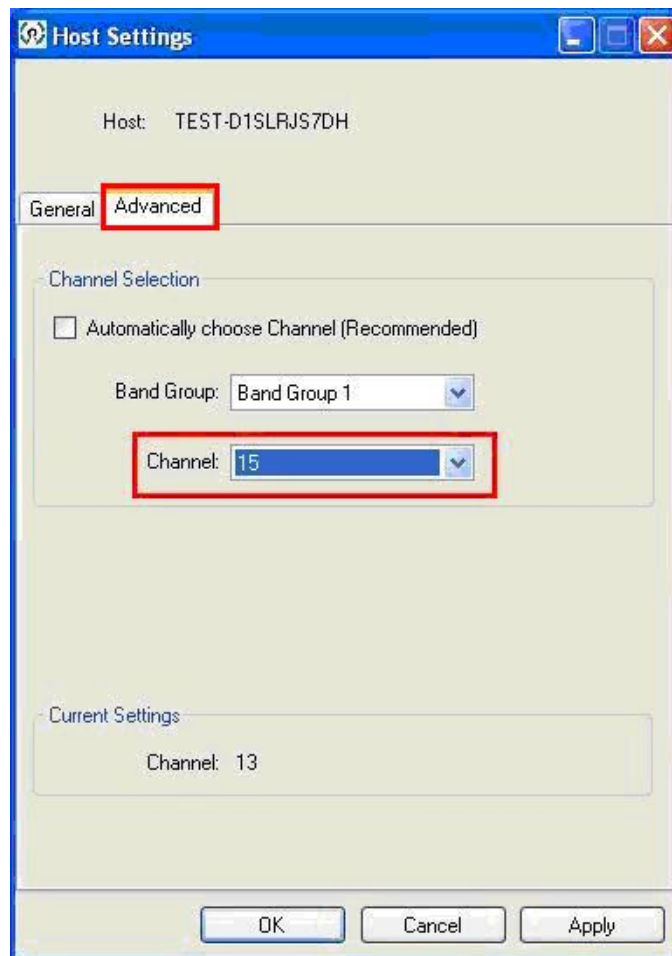 Host Settings
Host: TEST-D1SLRJS7DH
General Advanced
Channel Selection
Automatically choose Channel (Recommended)
Band Group: Band Group 1
Channel: 15
Current Settings
Channel: 13
OK Cancel Apply